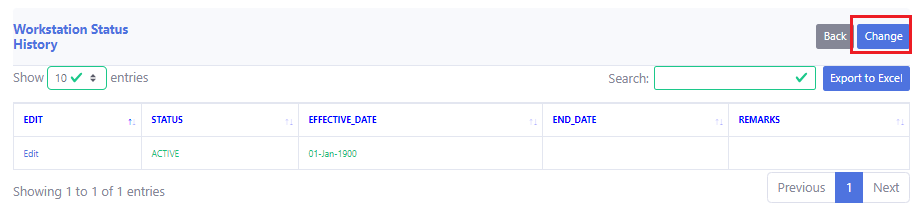 Workstation Status
History
Back Change
Show 10 entries Search: Export to Excel
EDIT STATUS EFFECTIVE_DATE END_DATE REMARKS
Edit ACTIVE 01-Jan-1900
Showing 1 to 1 of 1 entries Previous 1 Next